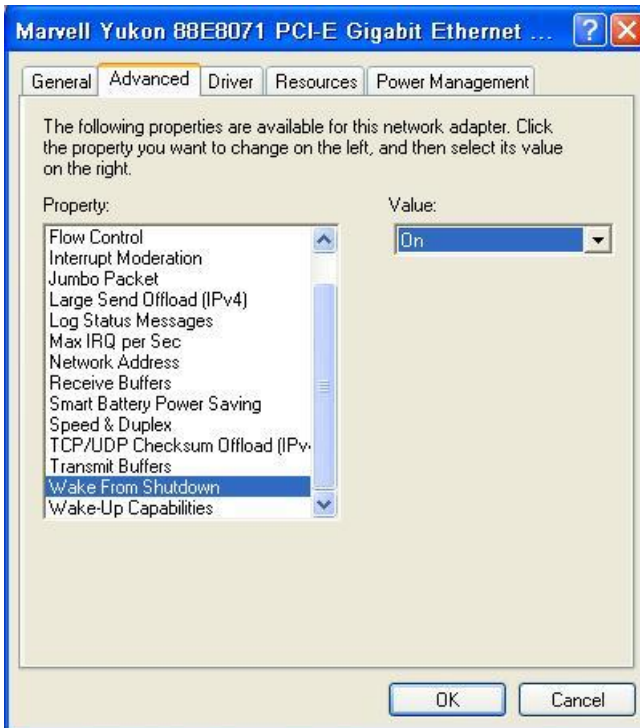 Marvell Yukon 88E8071 PCI-E Gigabit Ethernet ...
General Advanced Driver Resources Power Management
The following properties are available for this network adapter. Click
the property you want to change on the left, and then select its value
on the right.
Property:
Value:
Flow Control
Interrupt Moderation
Jumbo Packet
Large Send Offload (IPv4)
Log Status Messages
Max IRQ per Sec
Network Address
Receive Buffers
Smart Battery Power Saving
Speed & Duplex
TCP/UDP Checksum Offload (IPv
Transmit Buffers
Wake From Shutdown
Wake-Up Capabilities
On
OK Cancel